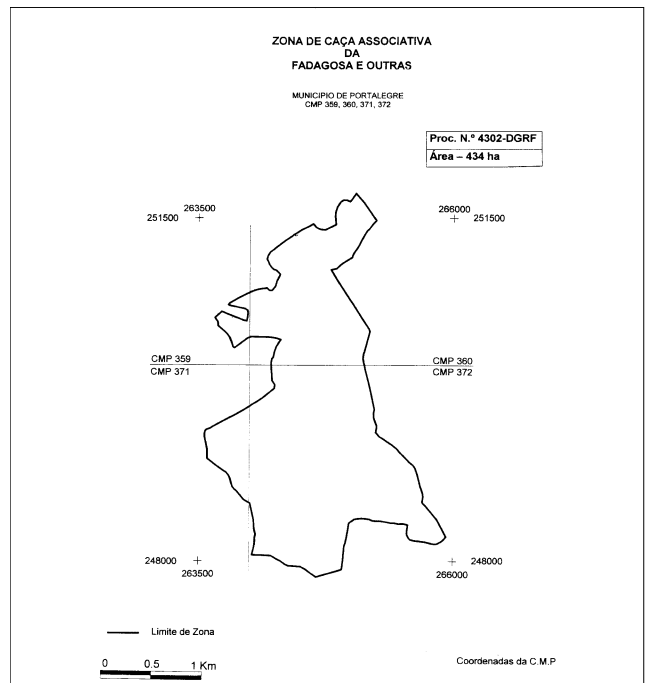 ZONA DE CAÇA ASSOCIATIVA
DA
FADAGOSA E OUTRAS
MUNICIPIO DE PORTALEGRE
CMP 359, 360, 371, 372
Proc. N.º 4302-DGRF
Área – 434 ha
263500
251500
266000
251500
CMP 359
CMP 371
CMP 360
CMP 372
248000
263500
248000
266000
Limite de Zona
0 0.5 1 Km
Coordenadas da C.M.P